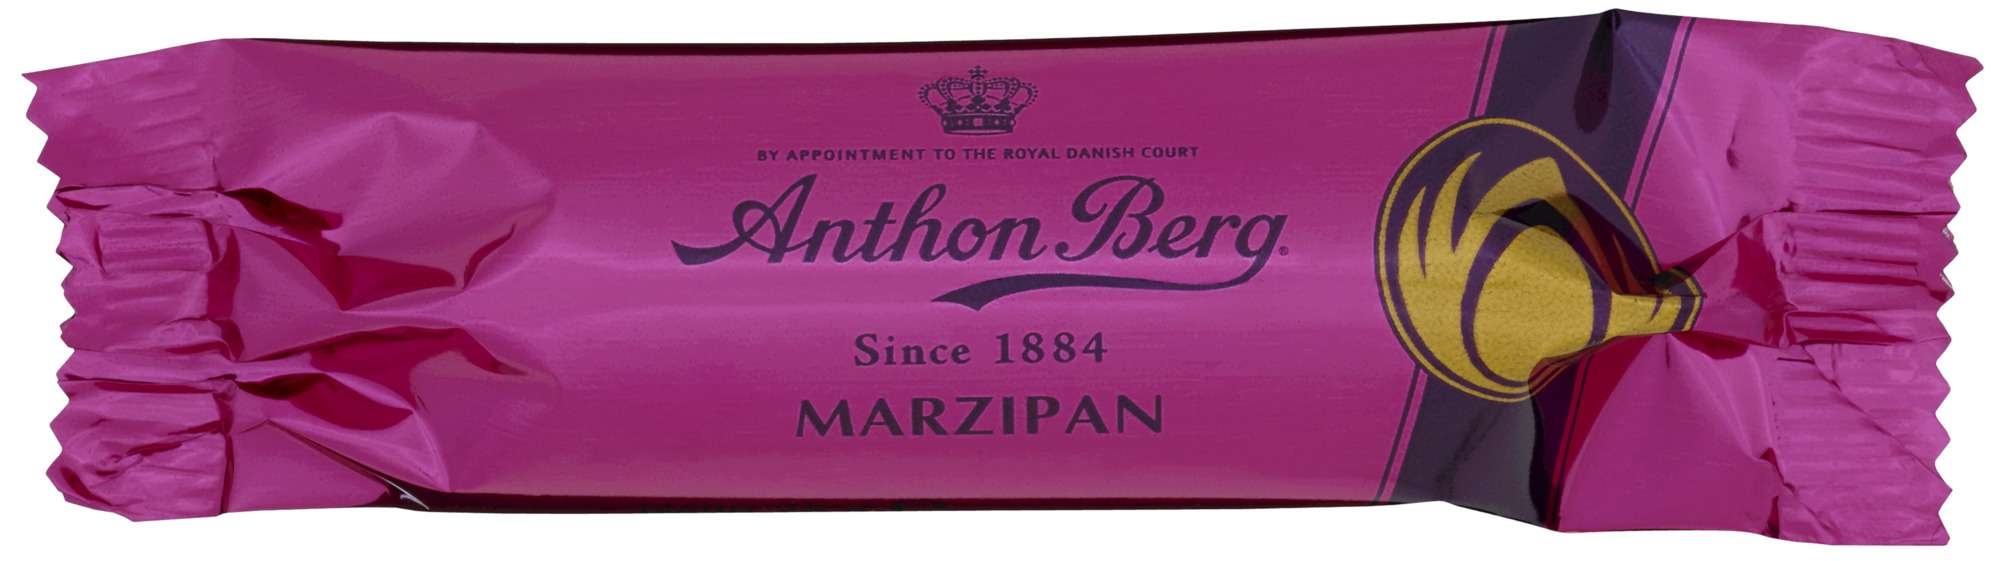 BY APPOINTMENT TO THE ROYAL DANISH COURT
Anthon Berg®
Since 1884
MARZIPAN